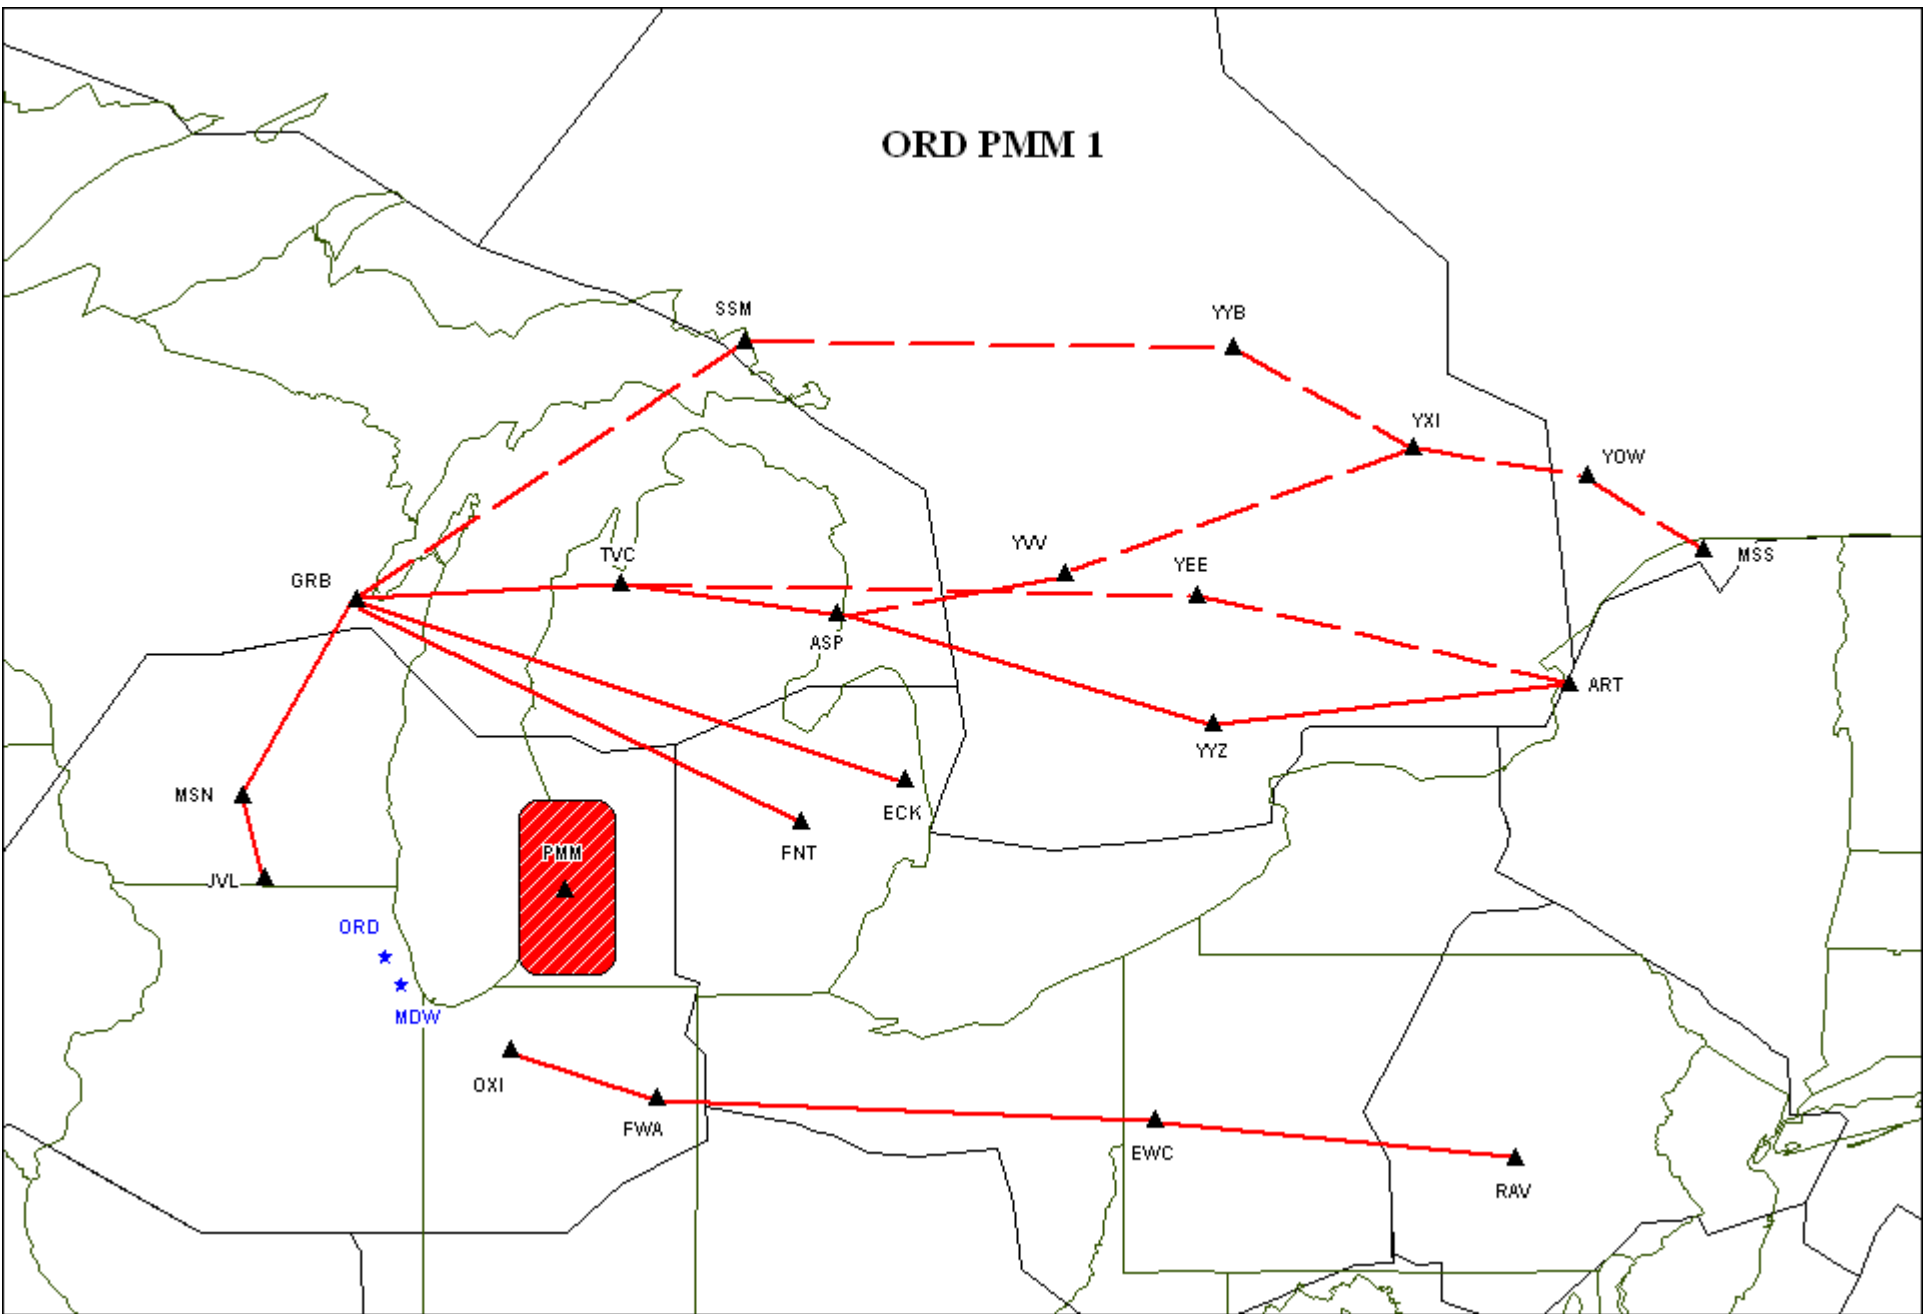 ORD PMM 1
SSM
YYB
YXI
YOW
YVV
MSS
TVC
YEE
GRB
ASP
ART
YYZ
MSN
ECK
FNT
PMM
JVL
ORD
MDW
OXI
FWA
EWC
RAV